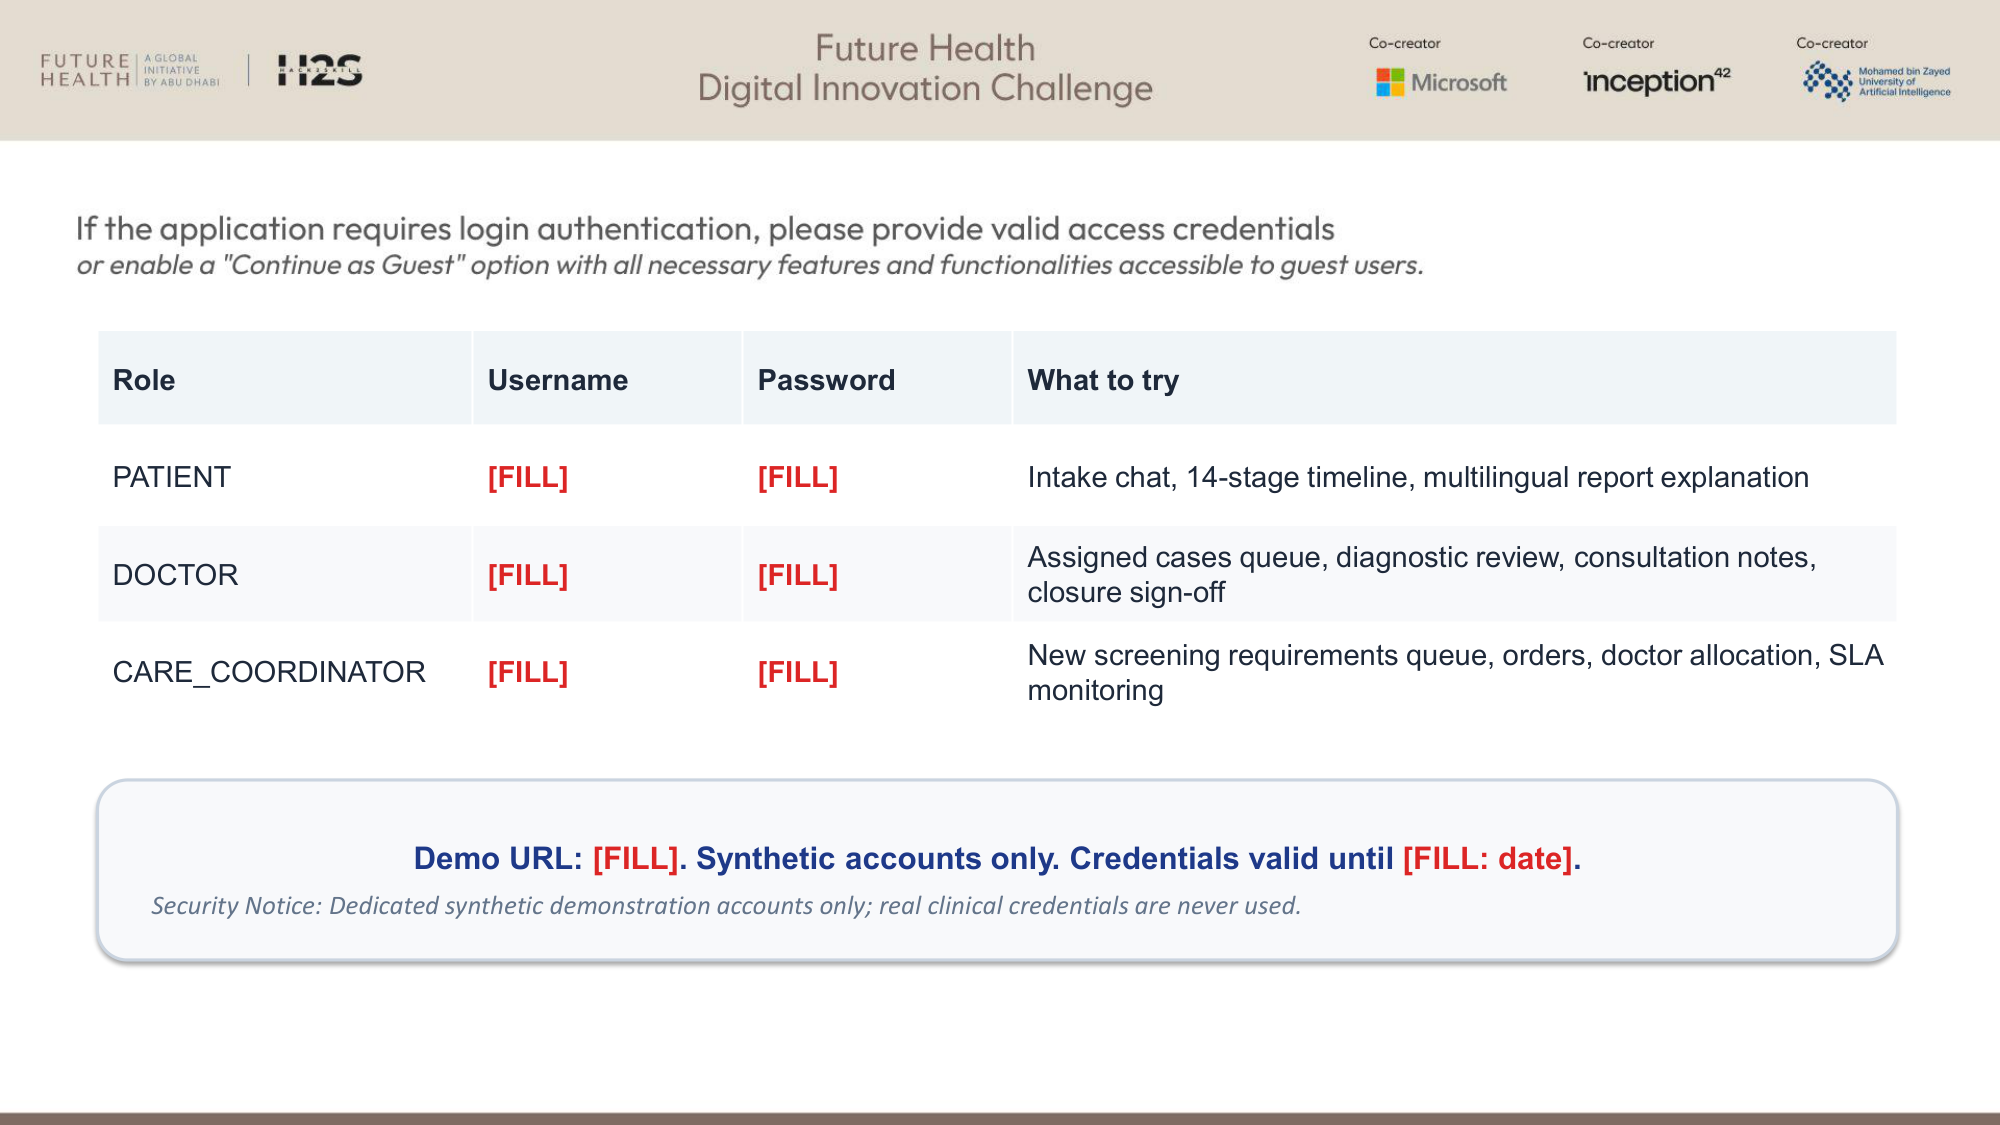 FUTURE HEALTH
A GLOBAL INITIATIVE BY ABU DHABI
H2S
HACK2SKILL
Future Health
Digital Innovation Challenge
Co-creator
Microsoft
Co-creator
inception42
Co-creator
Mohamed bin Zayed
University of
Artificial Intelligence
If the application requires login authentication, please provide valid access credentials
or enable a "Continue as Guest" option with all necessary features and functionalities accessible to guest users.
Role Username Password What to try
PATIENT [FILL] [FILL] Intake chat, 14-stage timeline, multilingual report explanation
DOCTOR [FILL] [FILL] Assigned cases queue, diagnostic review, consultation notes,
closure sign-off
CARE_COORDINATOR [FILL] [FILL] New screening requirements queue, orders, doctor allocation, SLA
monitoring
Demo URL: [FILL]. Synthetic accounts only. Credentials valid until [FILL: date].
Security Notice: Dedicated synthetic demonstration accounts only; real clinical credentials are never used.